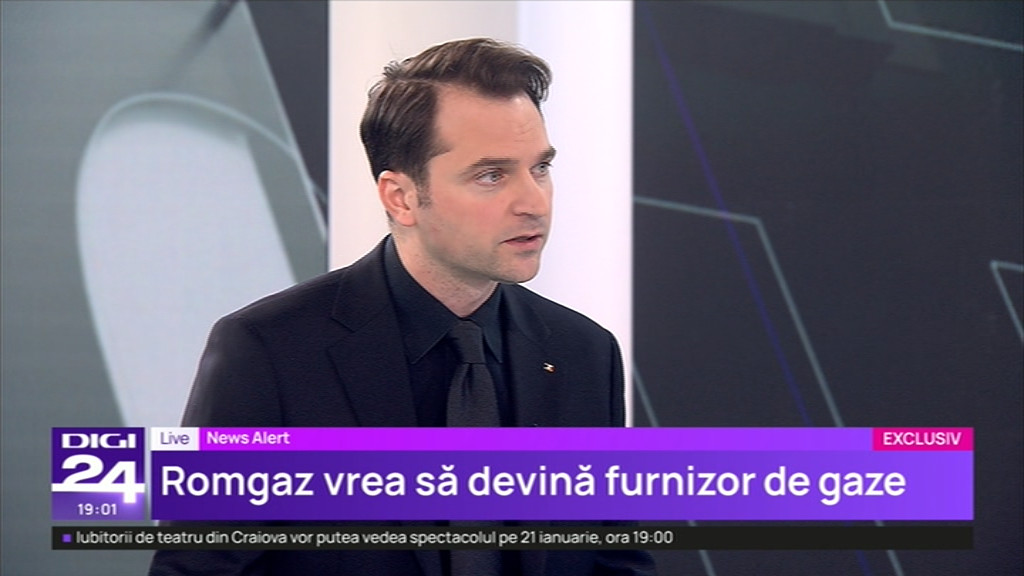 DIGI
24
19:01
Live News Alert EXCLUSIV
Romgaz vrea să devină furnizor de gaze
Iubitorii de teatru din Craiova vor putea vedea spectacolul pe 21 ianuarie, ora 19:00